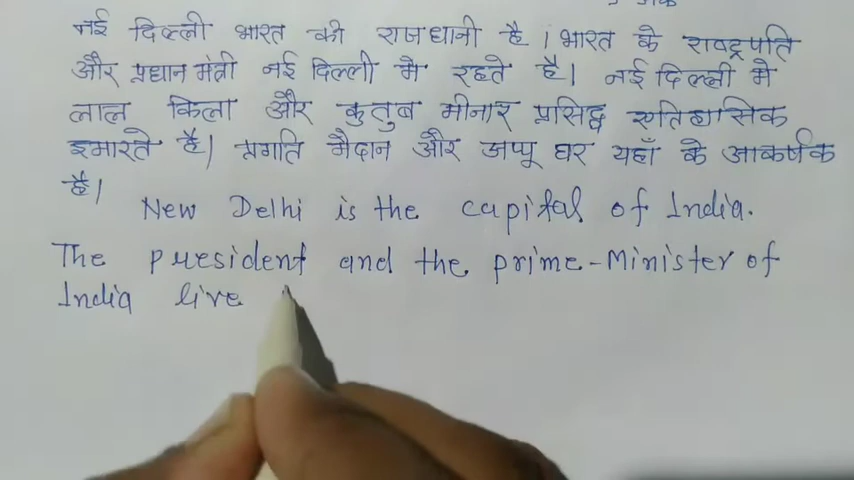 नई दिल्ली भारत की राजधानी है। भारत के राष्ट्रपति
और प्रधान मंत्री नई दिल्ली मे रहते है। नई दिल्ली मे
लाल किला और कुतुब मीनार प्रसिद्ध एतिहासिक
इमारते है। प्रगति मैदान और अप्पू घर यहाँ के आकर्षक
है।
New Delhi is the capital of India.
The president and the prime-Minister of
India live